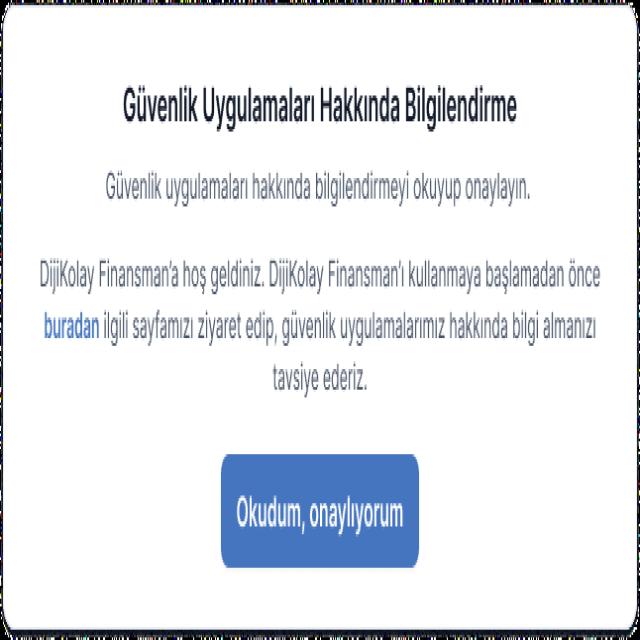 Güvenlik Uygulamaları Hakkında Bilgilendirme
Güvenlik uygulamaları hakkında bilgilendirmeyi okuyup onaylayın.
DijiKolay Finansman’a hoş geldiniz. DijiKolay Finansman’ı kullanmaya başlamadan önce
buradan ilgili sayfamızı ziyaret edip, güvenlik uygulamalarımız hakkında bilgi almanızı
tavsiye ederiz.
Okudum, onaylıyorum